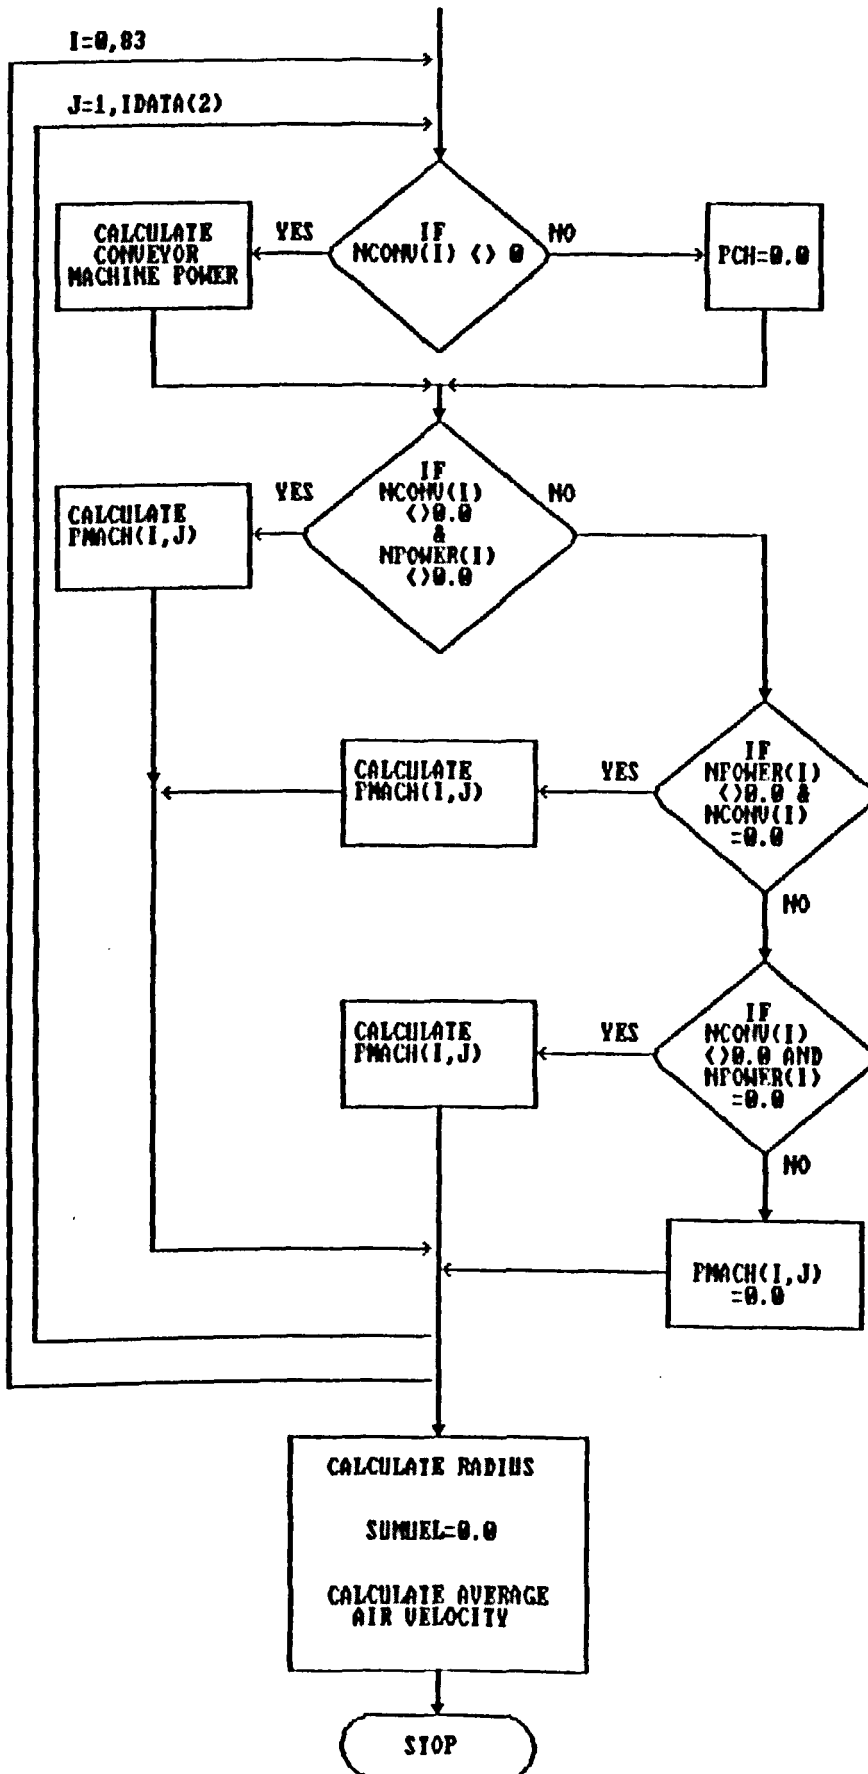 I=0,83
J=1,IDATA(2)
CALCULATE
CONVEYOR
MACHINE POWER
YES
IF
NCONV(I) <> 0
NO
PCH=0.0
CALCULATE
PMACH(I,J)
YES
IF
NCONV(I)
<>0.0
&
NPOWER(I)
<>0.0
NO
CALCULATE
PMACH(I,J)
YES
IF
NPOWER(I)
<>0.0 &
NCONV(I)
=0.0
NO
CALCULATE
PMACH(I,J)
YES
IF
NCONV(I)
<>0.0 AND
NPOWER(I)
=0.0
NO
PMACH(I,J)
=0.0
CALCULATE RADIUS
SUMVEL=0.0
CALCULATE AVERAGE
AIR VELOCITY
STOP